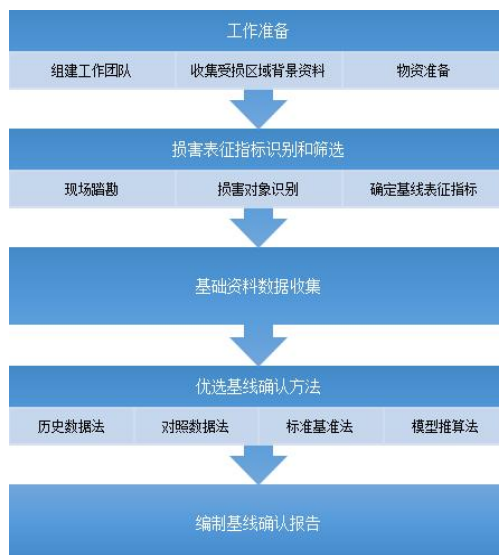 工作准备
组建工作团队 收集受损区域背景资料 物资准备
损害表征指标识别和筛选
现场踏勘 损害对象识别 确定基线表征指标
基础资料数据收集
优选基线确认方法
历史数据法 对照数据法 标准基准法 模型推算法
编制基线确认报告